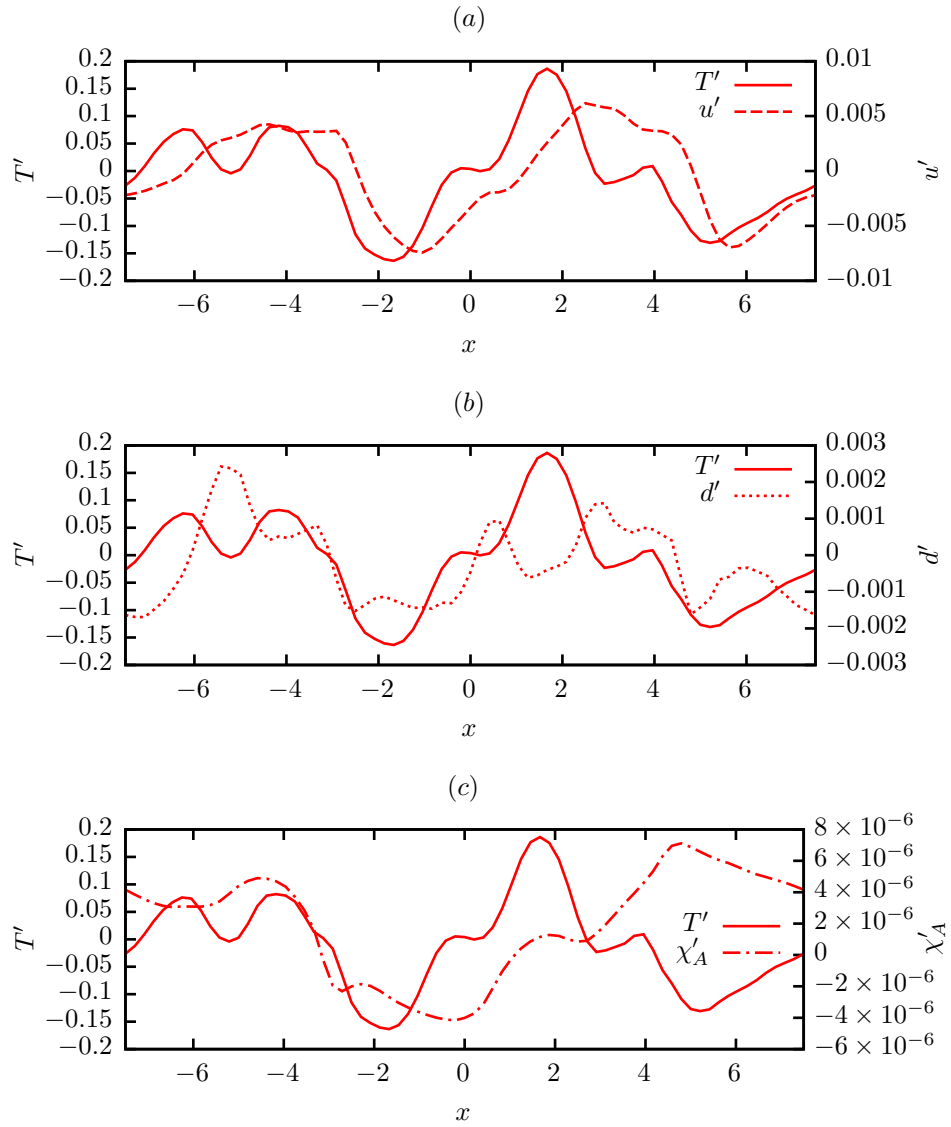 (a)
0.2
0.15
0.1
0.05
0
−0.05
−0.1
−0.15
−0.2
T′
−6
−4
−2
0
2
4
6
x
0.01
0.005
0
−0.005
−0.01
u′
T′
u′
(b)
0.2
0.15
0.1
0.05
0
−0.05
−0.1
−0.15
−0.2
T′
−6
−4
−2
0
2
4
6
x
0.003
0.002
0.001
0
−0.001
−0.002
−0.003
d′
T′
d′
(c)
0.2
0.15
0.1
0.05
0
−0.05
−0.1
−0.15
−0.2
T′
−6
−4
−2
0
2
4
6
x
8 × 10⁻⁶
6 × 10⁻⁶
4 × 10⁻⁶
2 × 10⁻⁶
0
−2 × 10⁻⁶
−4 × 10⁻⁶
−6 × 10⁻⁶
χ′_A
T′
χ′_A